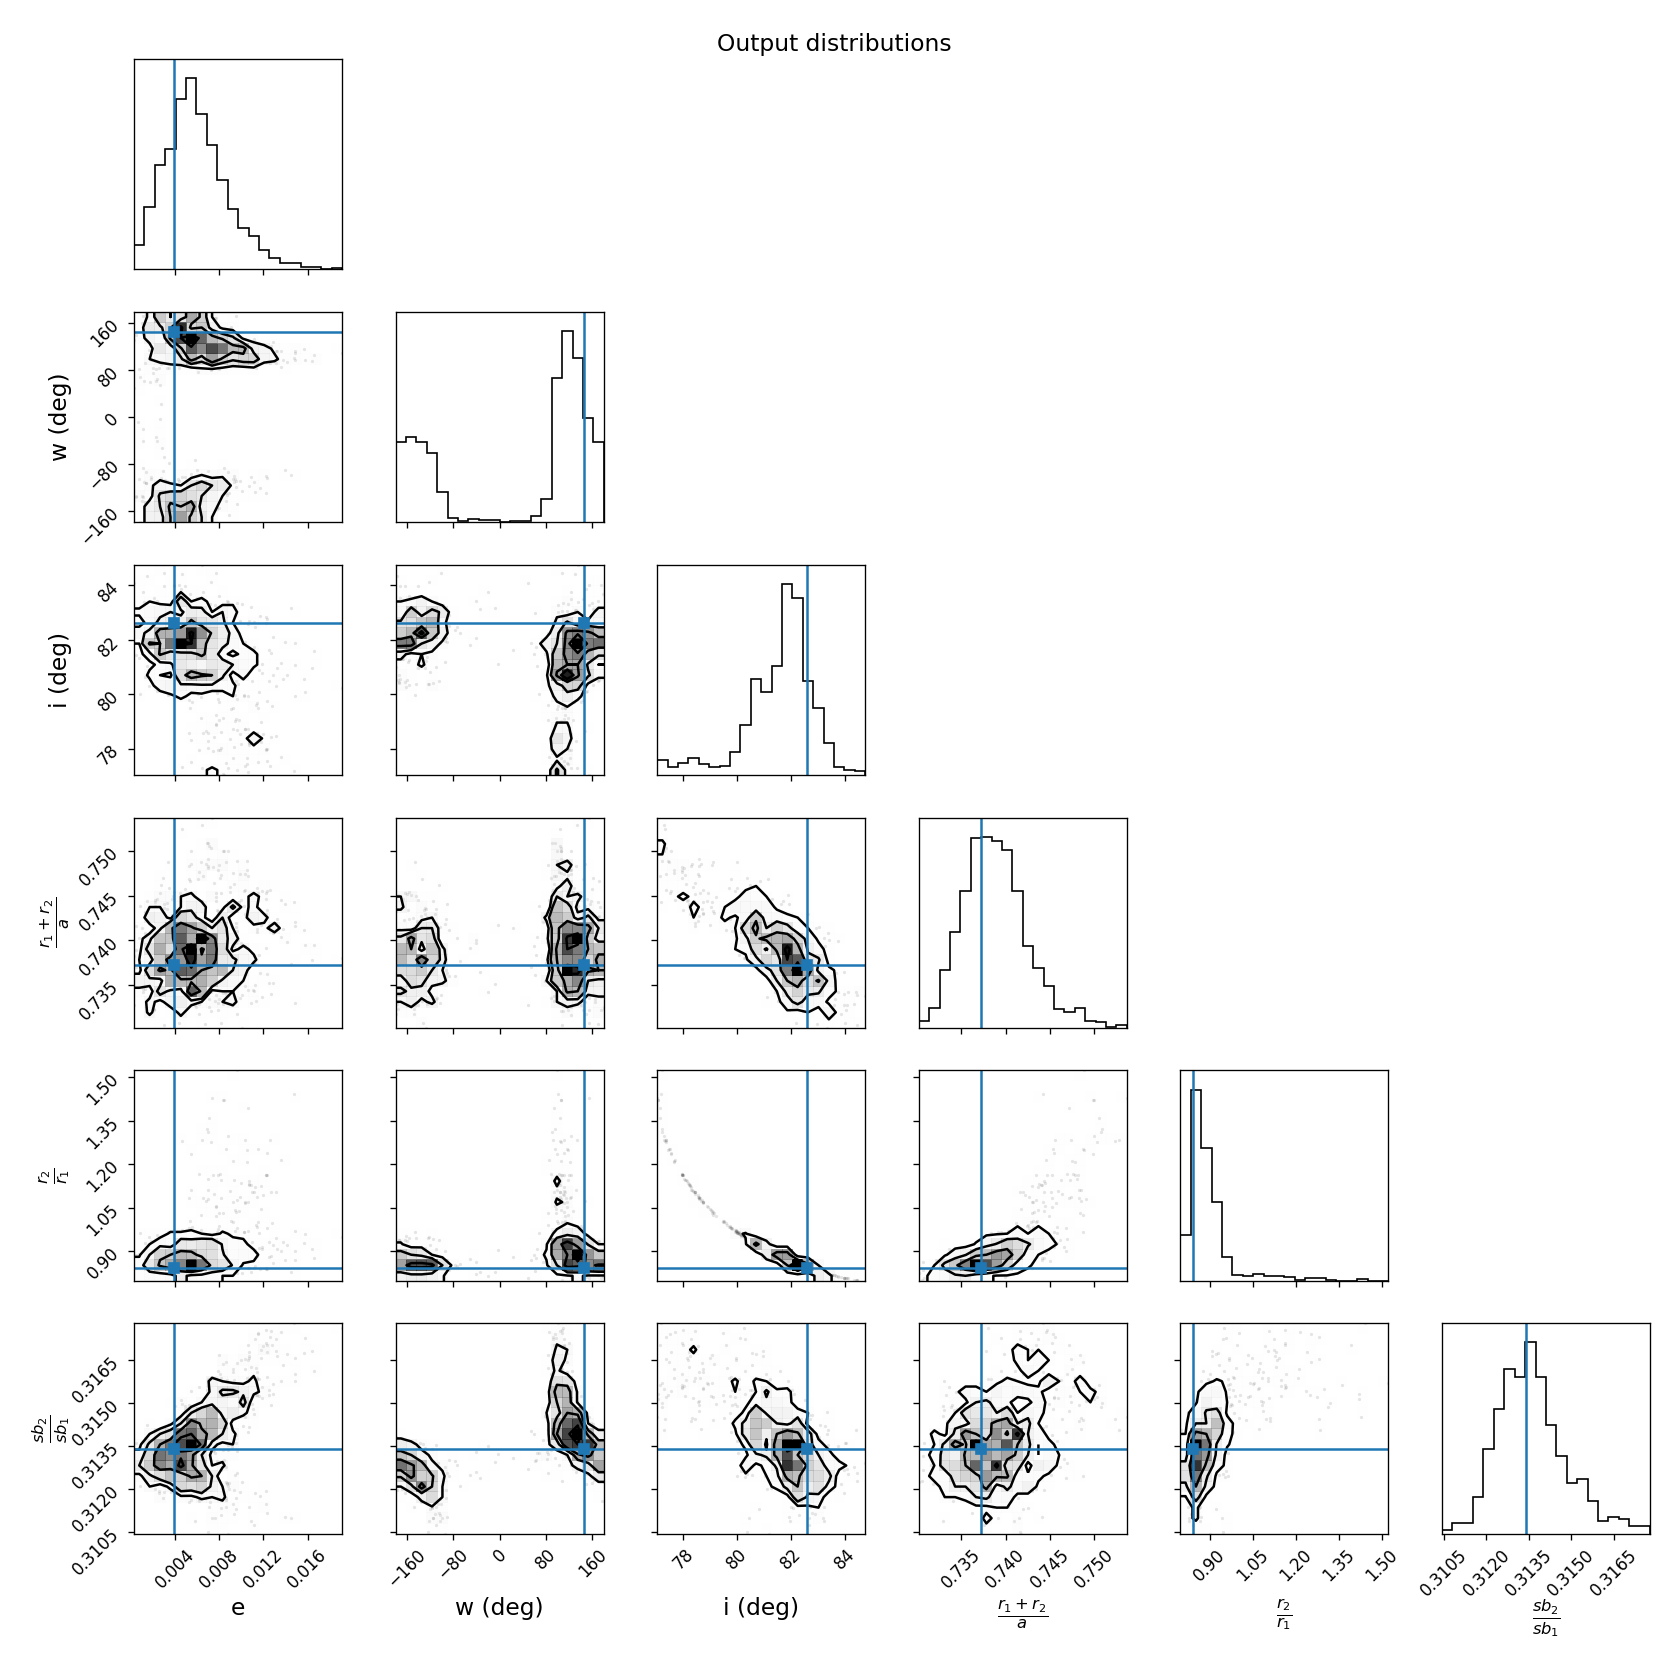 Output distributions
160
80
0
−80
−160
w (deg)
84
82
80
78
i (deg)
0.750
0.745
0.740
0.735
r₁ + r₂
a
1.50
1.35
1.20
1.05
0.90
r₂
r₁
0.3165
0.3150
0.3135
0.3120
0.3105
sb₂
sb₁
0.004 0.008 0.012 0.016 −160 −80 0 80 160 78 80 82 84 0.735 0.740 0.745 0.750 0.90 1.05 1.20 1.35 1.50 0.3105 0.3120 0.3135 0.3150 0.3165
e w (deg) i (deg)
r₁ + r₂
a
r₂
r₁
sb₂
sb₁